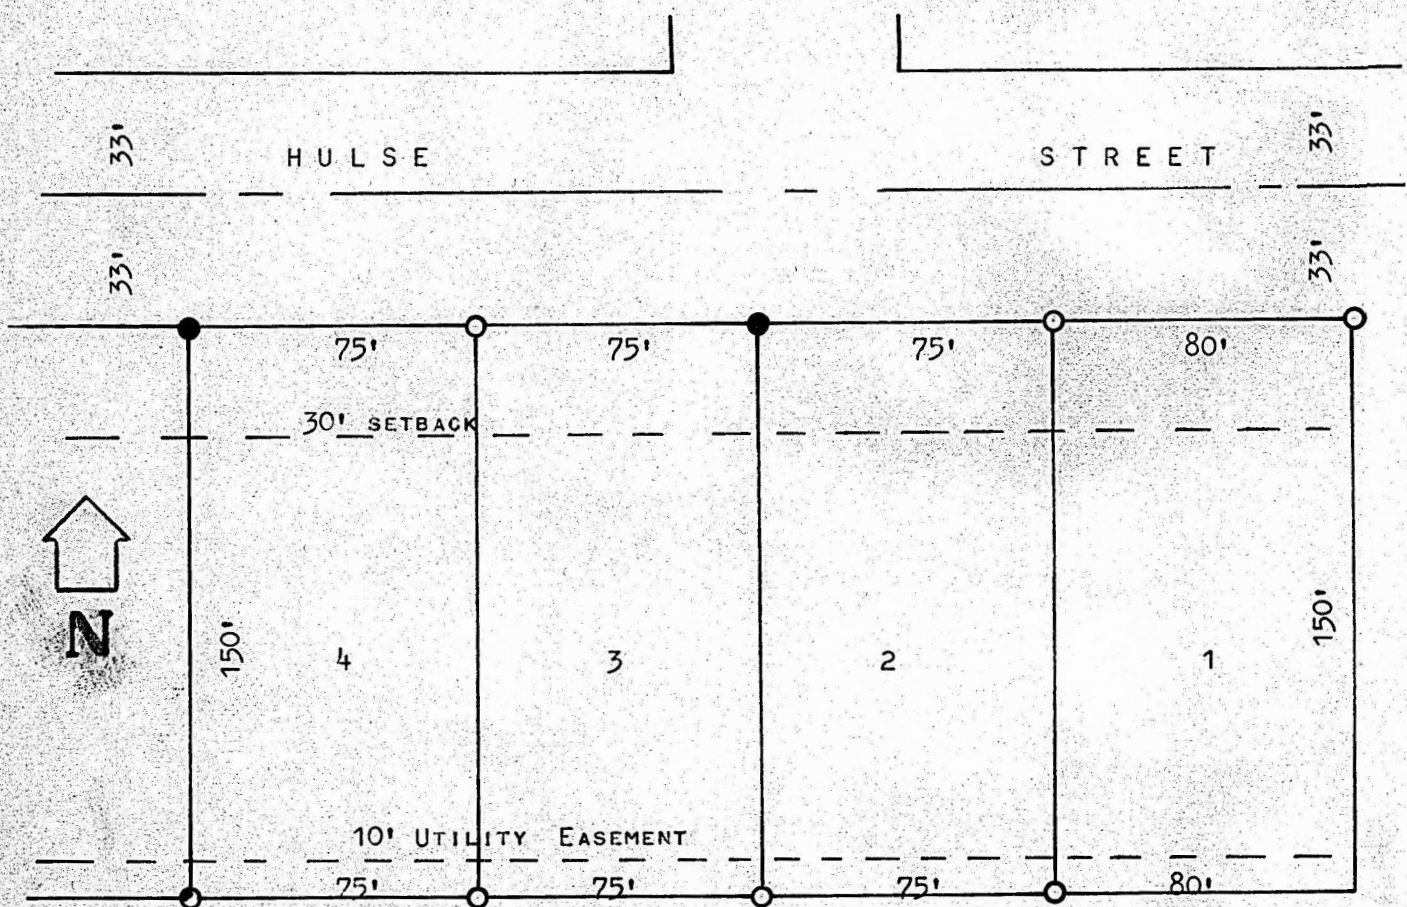 33' 33'
HULSE STREET
33' 33'
75' 75' 75' 80'
30' SETBACK
N
150' 4 3 2 1 150'
10' UTILITY EASEMENT
75' 75' 75' 80'